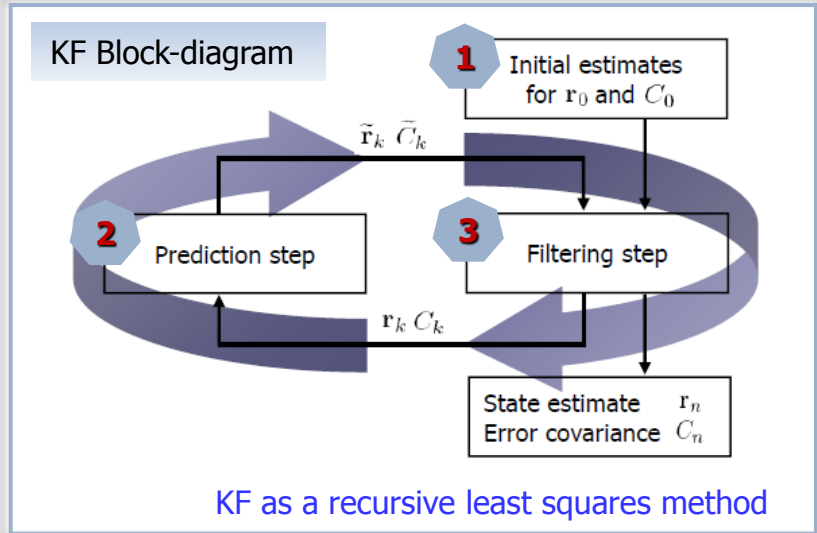 KF Block-diagram
1
Initial estimates
for r₀ and C₀
r̃ₖ C̃ₖ
2
Prediction step
3
Filtering step
rₖ Cₖ
State estimate rₙ
Error covariance Cₙ
KF as a recursive least squares method